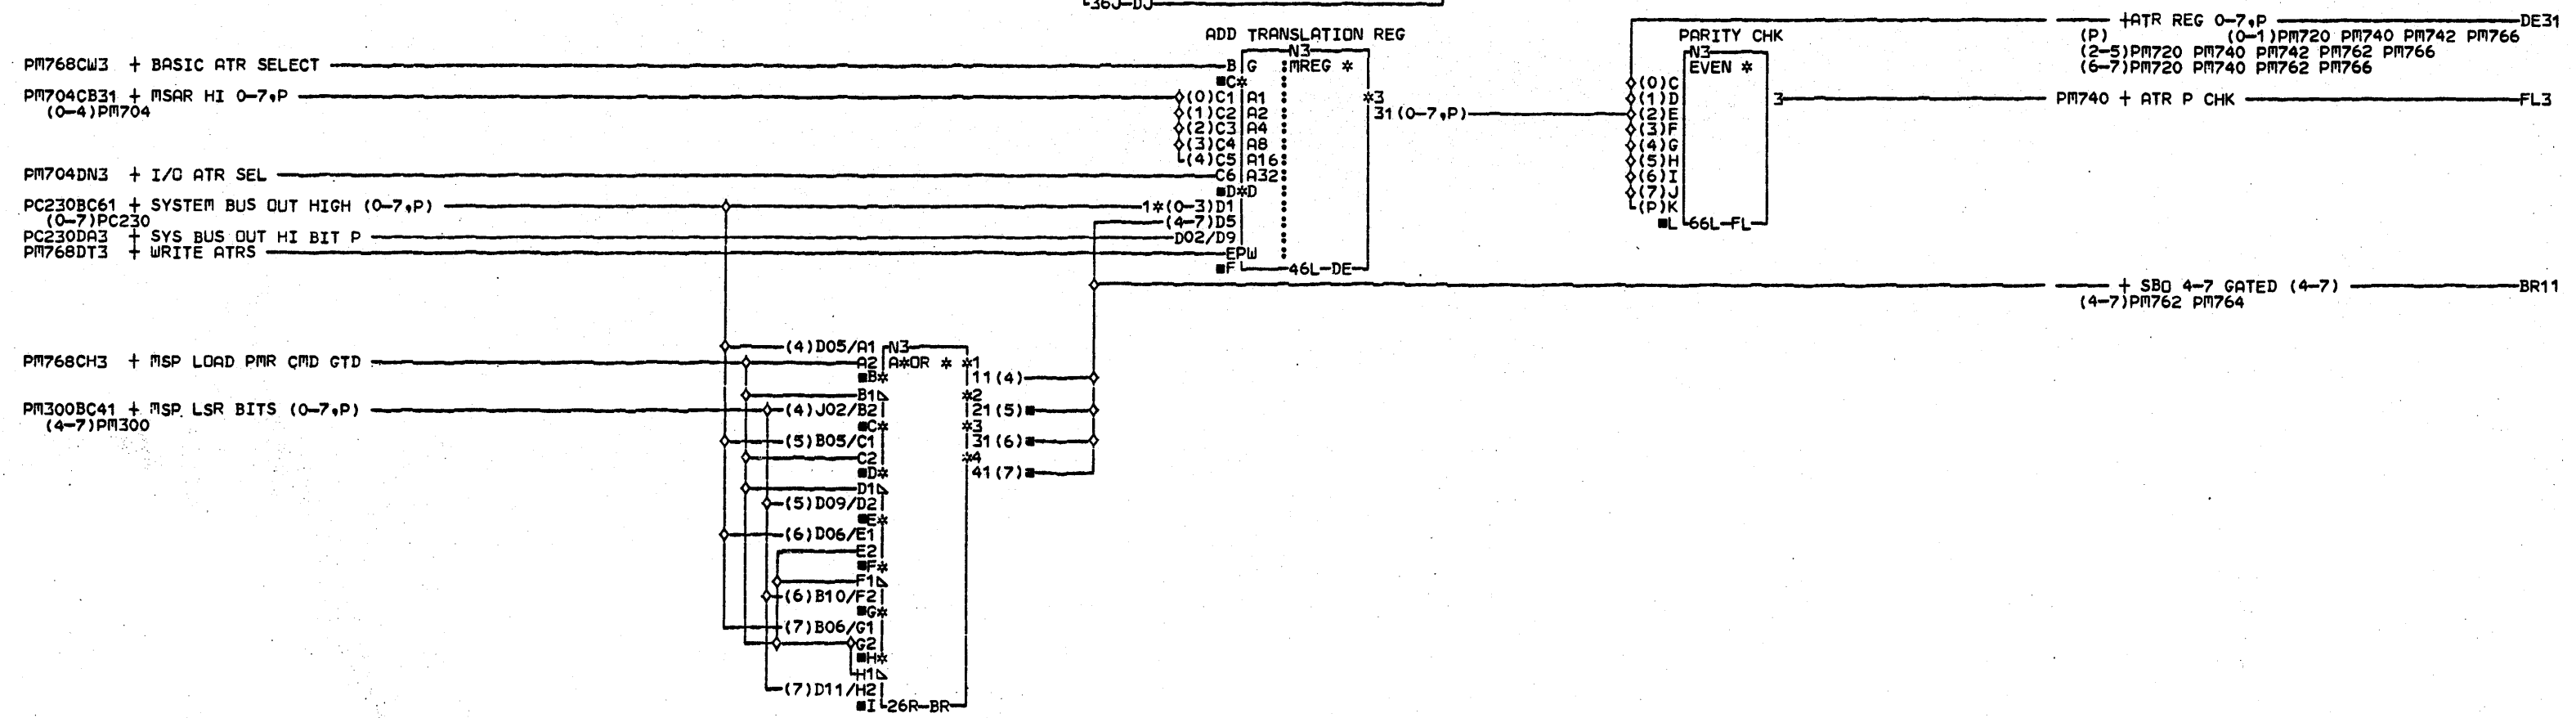 36J-DJ
+ATR REG 0-7,P DE31
ADD TRANSLATION REG
PARITY CHK
(P) (0-1)PM720 PM740 PM742 PM766
N3
N3
(2-5)PM720 PM740 PM742 PM762 PM766
PM768CW3 + BASIC ATR SELECT
B G MREG *
EVEN *
(6-7)PM720 PM740 PM762 PM766
■C*
(0)C
PM704CB31 + MSAR HI 0-7,P
(0)C1 A1 *3
(1)D 3
PM740 + ATR P CHK FL3
(0-4)PM704
(1)C2 A2 31(0-7,P)
(2)E
(2)C3 A4
(3)F
(3)C4 A8
(4)G
(4)C5 A16
(5)H
PM704DN3 + I/O ATR SEL
C6 A32
(6)I
■D*D
(7)J
PC230BC61 + SYSTEM BUS OUT HIGH (0-7,P)
1*(0-3)D1
(P)K
(0-7)PC230
(4-7)D5
■L 66L-FL
PC230DA3 + SYS BUS OUT HI BIT P
D02/D9
PM768DT3 + WRITE ATRS
EPW
■F 46L-DE
+ SBO 4-7 GATED (4-7) BR11
(4-7)PM762 PM764
(4)D05/A1 N3
PM768CH3 + MSP LOAD PMR CMD GTD
A2 A*OR * *1
■B* 11(4)
B1 *2
PM300BC41 + MSP LSR BITS (0-7,P)
(4)J02/B2 21(5)■
(4-7)PM300
■C* *3
(5)B05/C1 31(6)■
C2 *4
■D* 41(7)■
D1
(5)D09/D2
■E*
(6)D06/E1
E2
■F*
F1
(6)B10/F2
■G*
(7)B06/G1
G2
■H*
H1
(7)D11/H2
■I 26R-BR